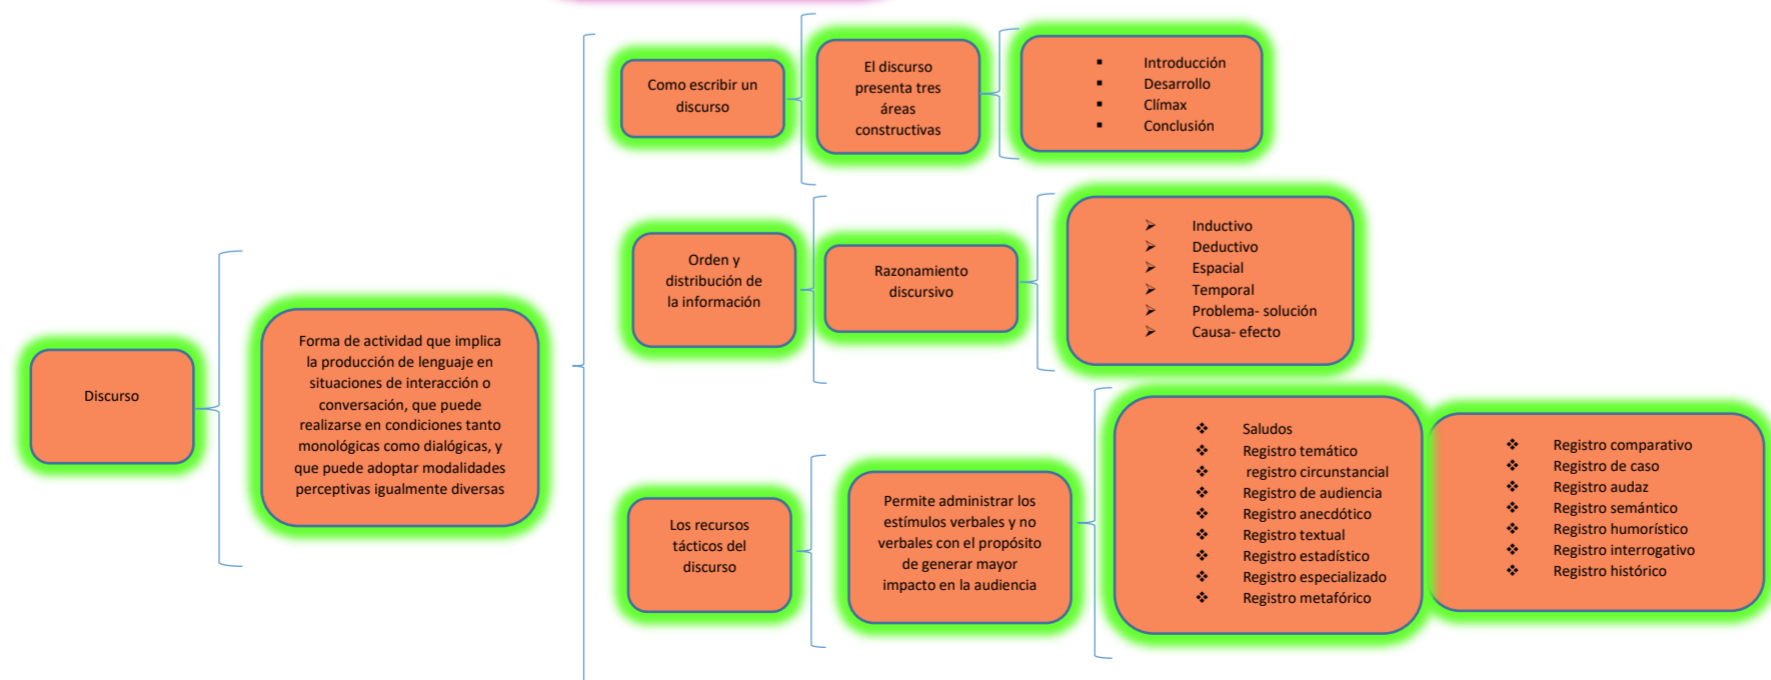 Discurso
Forma de actividad que implica
la producción de lenguaje en
situaciones de interacción o
conversación, que puede
realizarse en condiciones tanto
monológicas como dialógicas, y
que puede adoptar modalidades
perceptivas igualmente diversas
Como escribir un
discurso
El discurso
presenta tres
áreas
constructivas
▪ Introducción
▪ Desarrollo
▪ Clímax
▪ Conclusión
Orden y
distribución de
la información
Razonamiento
discursivo
➢ Inductivo
➢ Deductivo
➢ Espacial
➢ Temporal
➢ Problema- solución
➢ Causa- efecto
Los recursos
tácticos del
discurso
Permite administrar los
estímulos verbales y no
verbales con el propósito
de generar mayor
impacto en la audiencia
❖ Saludos
❖ Registro temático
❖ registro circunstancial
❖ Registro de audiencia
❖ Registro anecdótico
❖ Registro textual
❖ Registro estadístico
❖ Registro especializado
❖ Registro metafórico
❖ Registro comparativo
❖ Registro de caso
❖ Registro audaz
❖ Registro semántico
❖ Registro humorístico
❖ Registro interrogativo
❖ Registro histórico